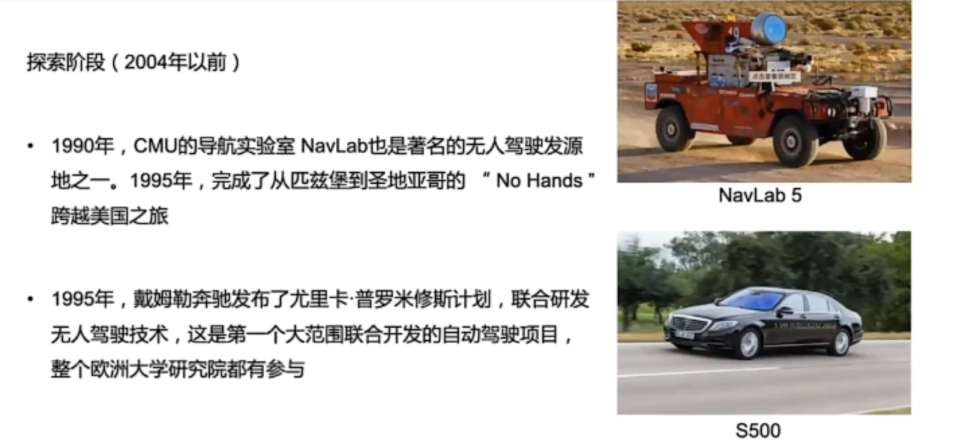 探索阶段（2004年以前）
• 1990年，CMU的导航实验室 NavLab也是著名的无人驾驶发源
地之一。1995年，完成了从匹兹堡到圣地亚哥的 “ No Hands ”
跨越美国之旅
NavLab 5
• 1995年，戴姆勒奔驰发布了尤里卡·普罗米修斯计划，联合研发
无人驾驶技术，这是第一个大范围联合开发的自动驾驶项目，
整个欧洲大学研究院都有参与
S500